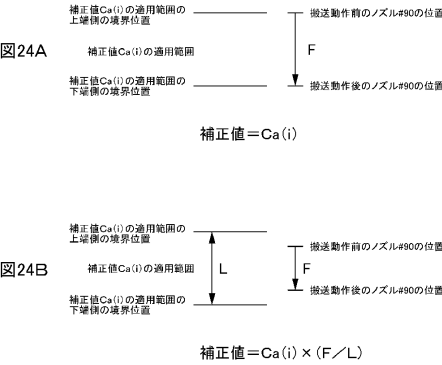 図24A
補正値Ca(i)の適用範囲の
上端側の境界位置
補正値Ca(i)の適用範囲
補正値Ca(i)の適用範囲の
下端側の境界位置
搬送動作前のノズル#90の位置
F
搬送動作後のノズル#90の位置
補正値=Ca(i)
図24B
補正値Ca(i)の適用範囲の
上端側の境界位置
補正値Ca(i)の適用範囲
補正値Ca(i)の適用範囲の
下端側の境界位置
L
搬送動作前のノズル#90の位置
F
搬送動作後のノズル#90の位置
補正値=Ca(i)×(F/L)